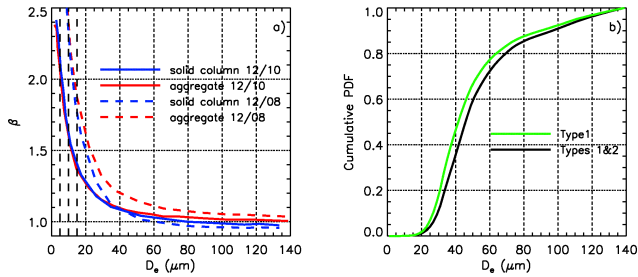 a)
2.5
2.0
1.5
1.0
β
solid column 12/10
aggregate 12/10
solid column 12/08
aggregate 12/08
0 20 40 60 80 100 120 140
Dₑ (μm)
b)
1.0
0.8
0.6
0.4
0.2
0.0
Cumulative PDF
Type1
Types 1&2
0 20 40 60 80 100 120 140
Dₑ (μm)